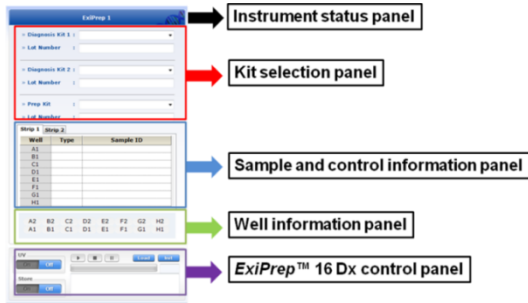 ExiPrep 1
Instrument status panel
Diagnosis Kit 1 :
Lot Number :
Diagnosis Kit 2 :
Lot Number :
Prep Kit :
Lot Number :
Kit selection panel
Strip 1 Strip 2
Well Type Sample ID
A1
B1
C1
D1
E1
F1
G1
H1
Sample and control information panel
A2 B2 C2 D2 E2 F2 G2 H2
A1 B1 C1 D1 E1 F1 G1 H1
Well information panel
UV
Off
Load
Off
ExiPrep™ 16 Dx control panel